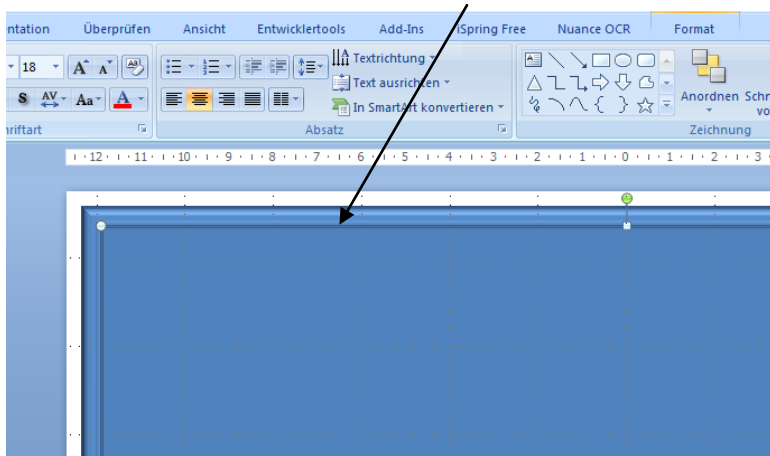 ntation Überprüfen Ansicht Entwicklertools Add-Ins iSpring Free Nuance OCR Format
18 A A Textrichtung
S AV Aa A Text ausrichten Anordnen Schn
In SmartArt konvertieren vo
riftart Absatz Zeichnung
12 11 10 9 8 7 6 5 4 3 2 1 0 1 2 3